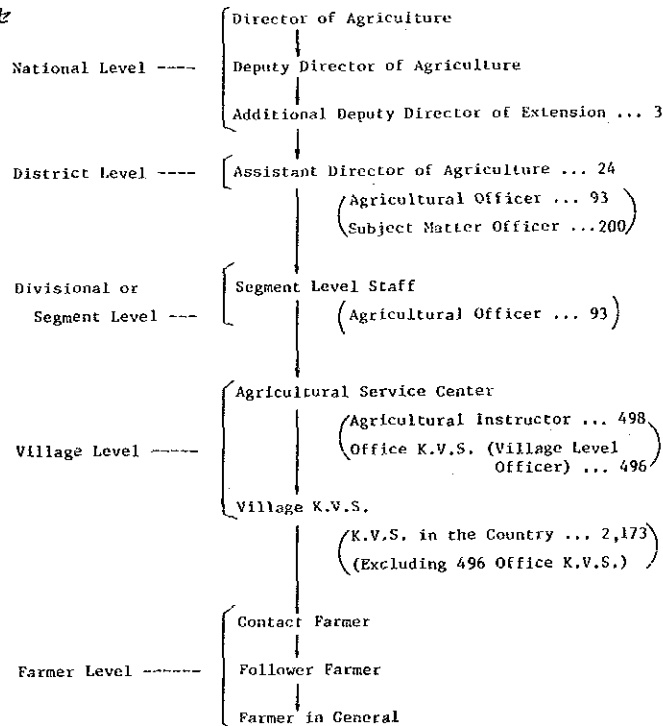 Director of Agriculture
National Level ---- Deputy Director of Agriculture
Additional Deputy Director of Extension ... 3
District Level ---- Assistant Director of Agriculture ... 24
(Agricultural Officer ... 93
Subject Matter Officer ...200)
Divisional or Segment Level Staff
Segment Level --- (Agricultural Officer ... 93)
Agricultural Service Center
(Agricultural Instructor ... 498
Village Level ----- Office K.V.S. (Village Level
Officer) ... 496)
Village K.V.S.
(K.V.S. in the Country ... 2,173
(Excluding 496 Office K.V.S.))
Contact Farmer
Farmer Level ------ Follower Farmer
Farmer in General